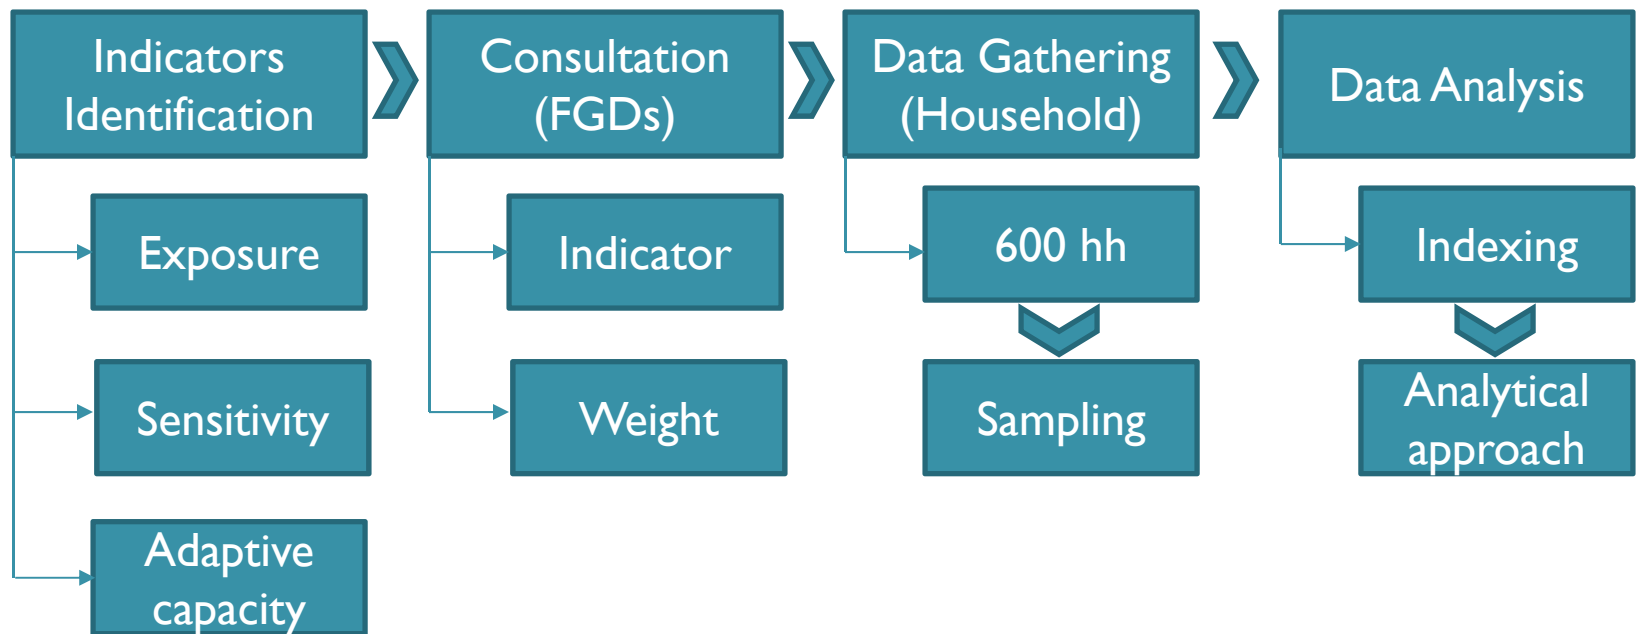 Indicators
Identification
Consultation
(FGDs)
Data Gathering
(Household)
Data Analysis
Exposure
Indicator
600 hh
Indexing
Sensitivity
Weight
Sampling
Analytical
approach
Adaptive
capacity